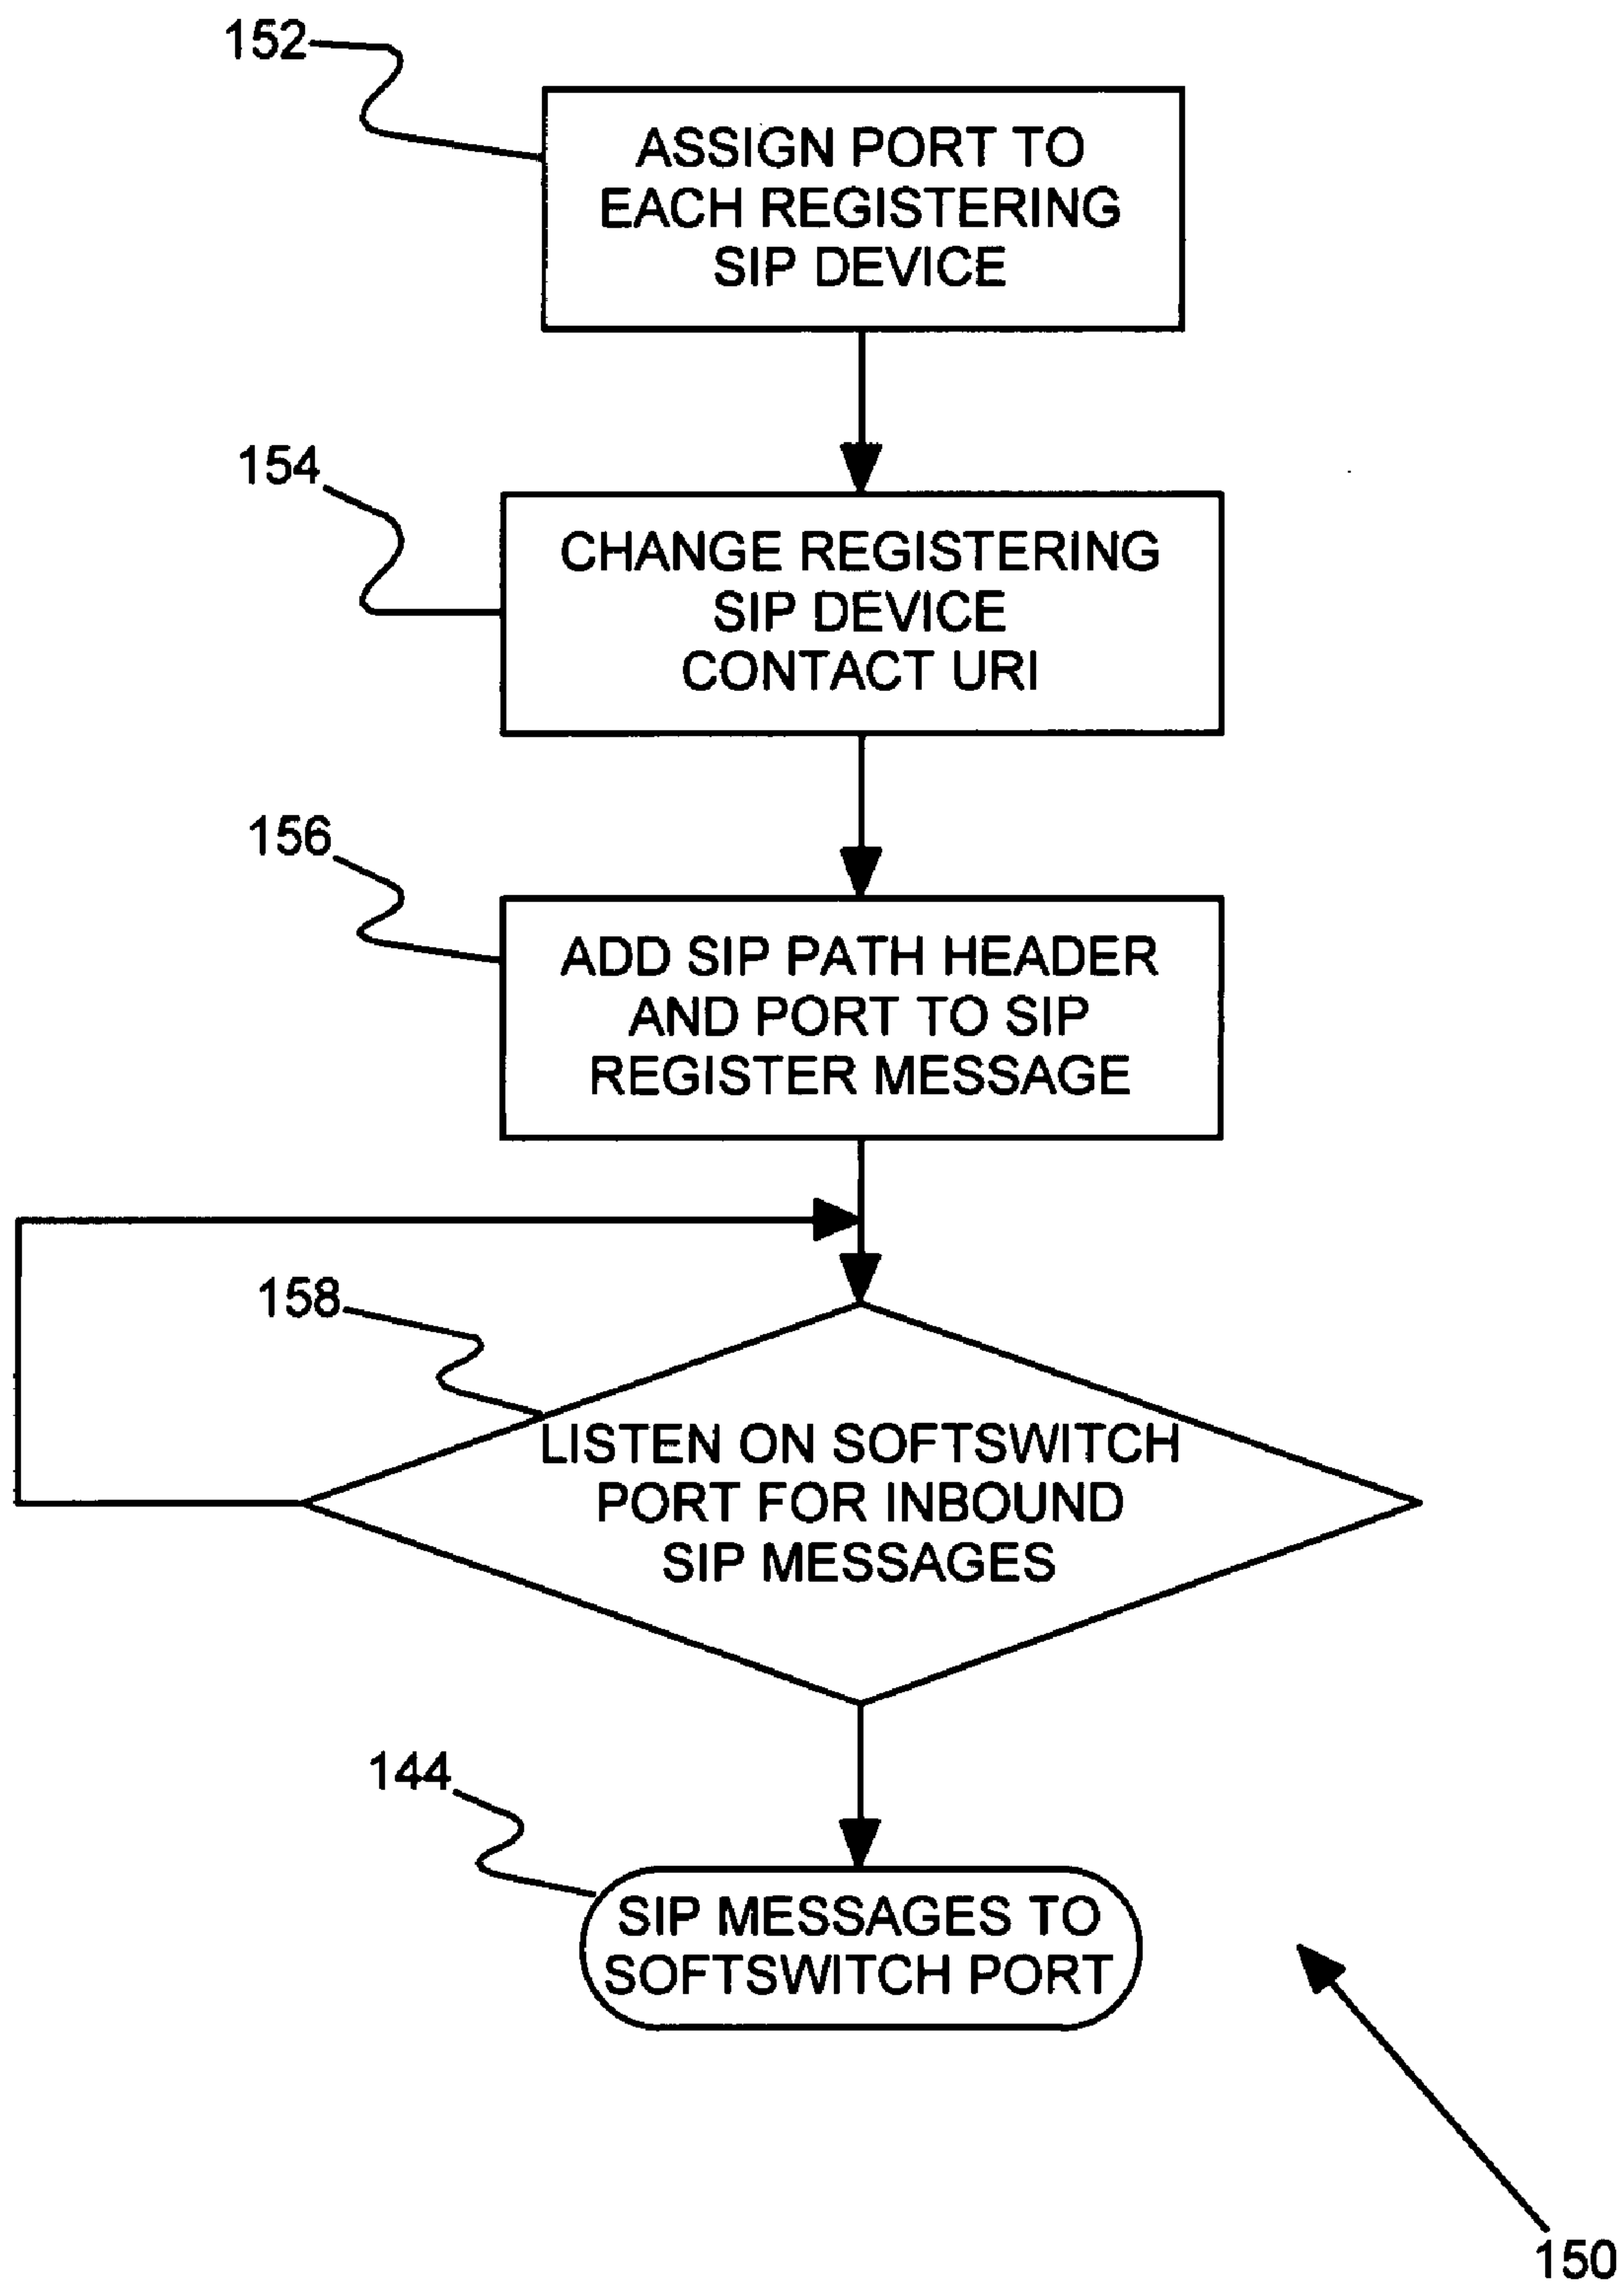 152
ASSIGN PORT TO
EACH REGISTERING
SIP DEVICE
154
CHANGE REGISTERING
SIP DEVICE
CONTACT URI
156
ADD SIP PATH HEADER
AND PORT TO SIP
REGISTER MESSAGE
158
LISTEN ON SOFTSWITCH
PORT FOR INBOUND
SIP MESSAGES
144
SIP MESSAGES TO
SOFTSWITCH PORT
150